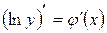 (ln y)′ = φ′(x)